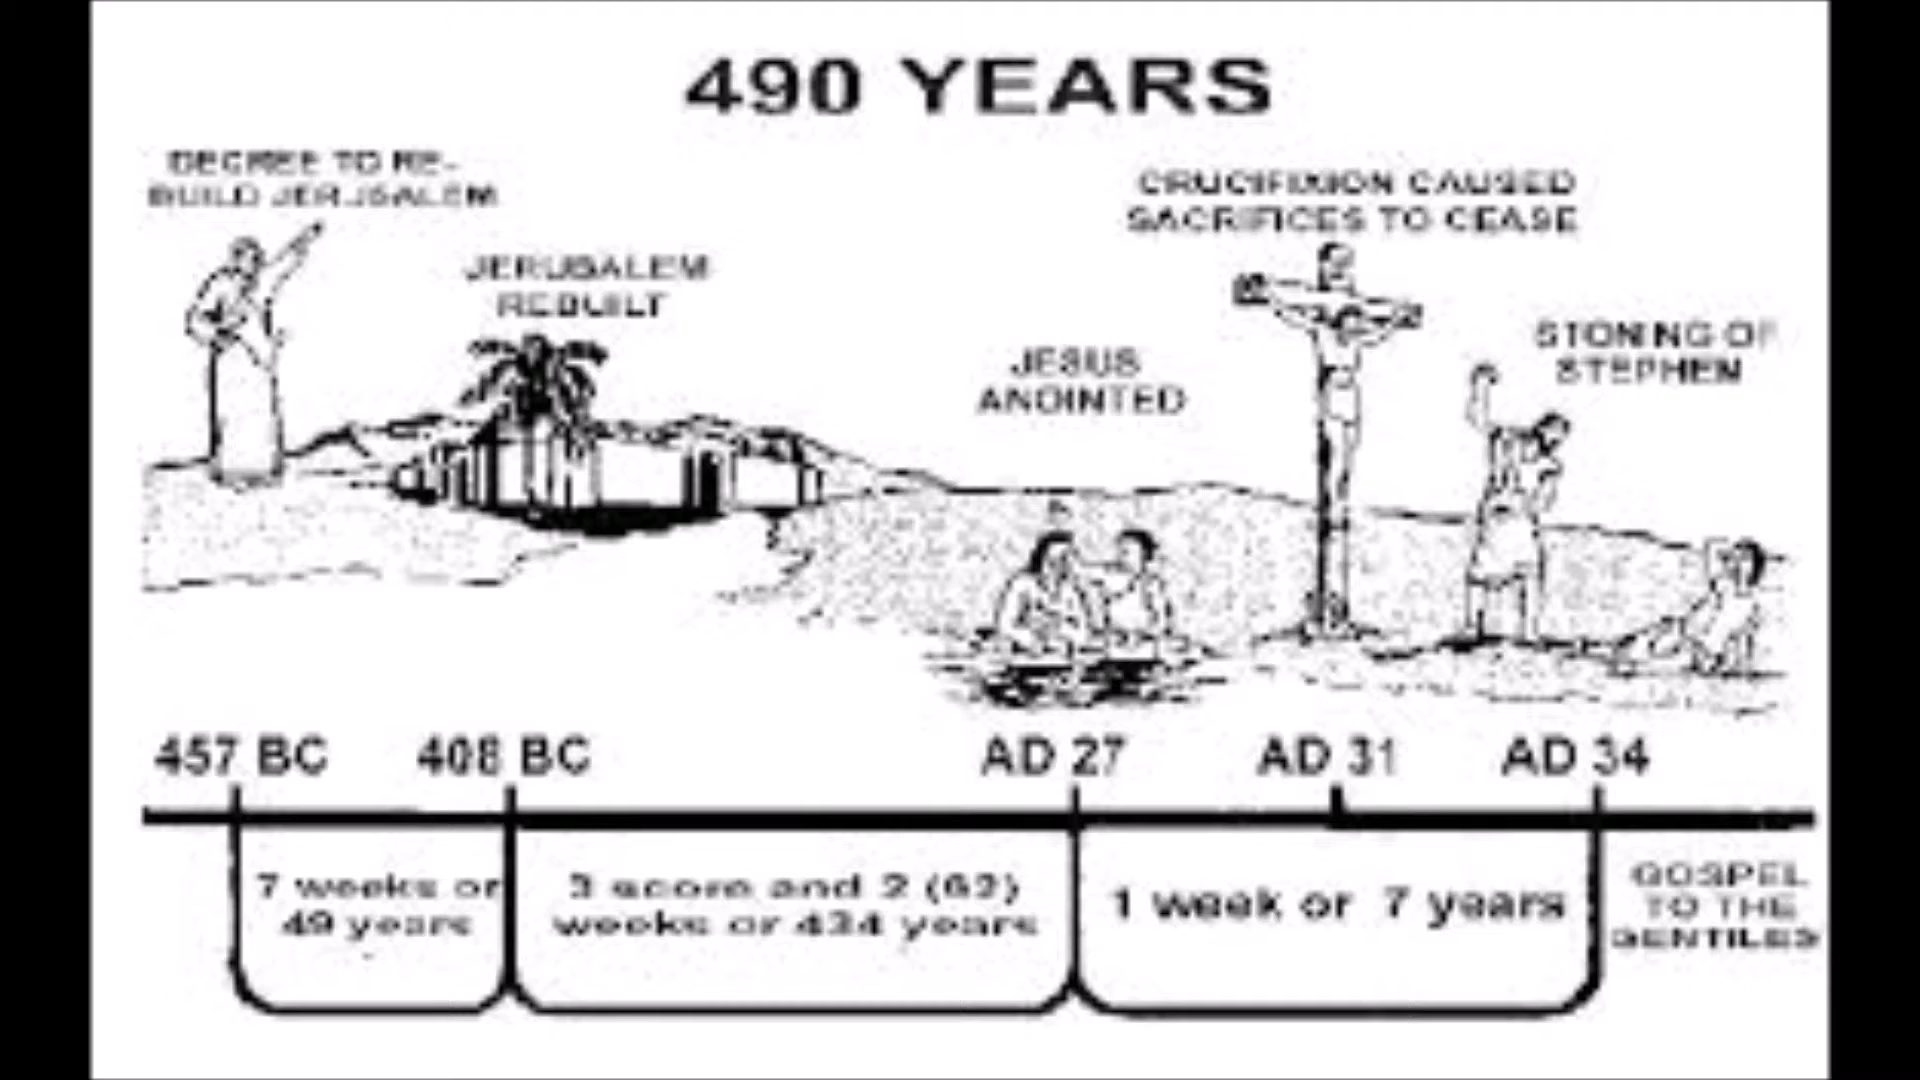 490 YEARS
DECREE TO RE-
BUILD JERUSALEM
JERUSALEM
REBUILT
CRUCIFIXION CAUSED
SACRIFICES TO CEASE
JESUS
ANOINTED
STONING OF
STEPHEN
457 BC
408 BC
AD 27
AD 31
AD 34
7 weeks or
49 years
3 score and 2 (62)
weeks or 434 years
1 week or 7 years
GOSPEL
TO THE
GENTILES